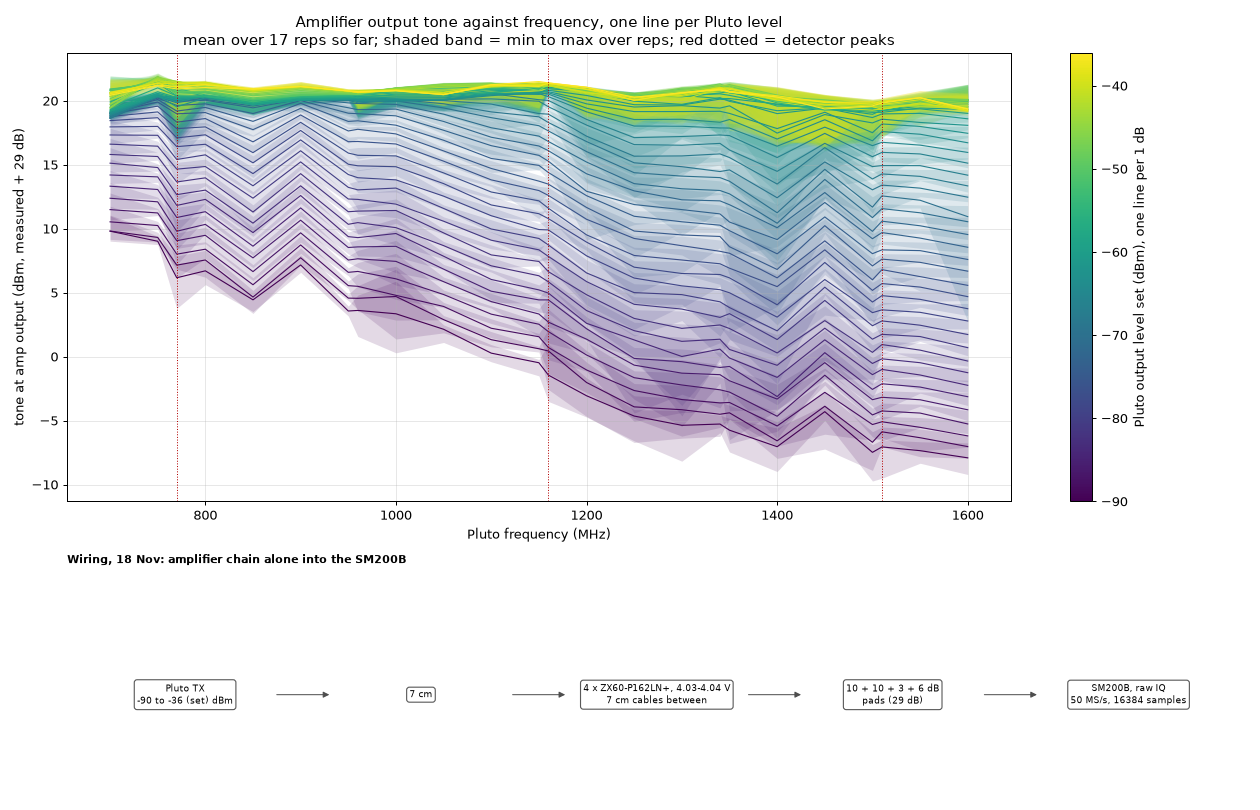 Amplifier output tone against frequency, one line per Pluto level
mean over 17 reps so far; shaded band = min to max over reps; red dotted = detector peaks
tone at amp output (dBm, measured + 29 dB)
20
15
10
5
0
−5
−10
800
1000
1200
1400
1600
Pluto frequency (MHz)
−40
−50
−60
−70
−80
−90
Pluto output level set (dBm), one line per 1 dB
Wiring, 18 Nov: amplifier chain alone into the SM200B
Pluto TX
-90 to -36 (set) dBm
7 cm
4 x ZX60-P162LN+, 4.03-4.04 V
7 cm cables between
10 + 10 + 3 + 6 dB
pads (29 dB)
SM200B, raw IQ
50 MS/s, 16384 samples